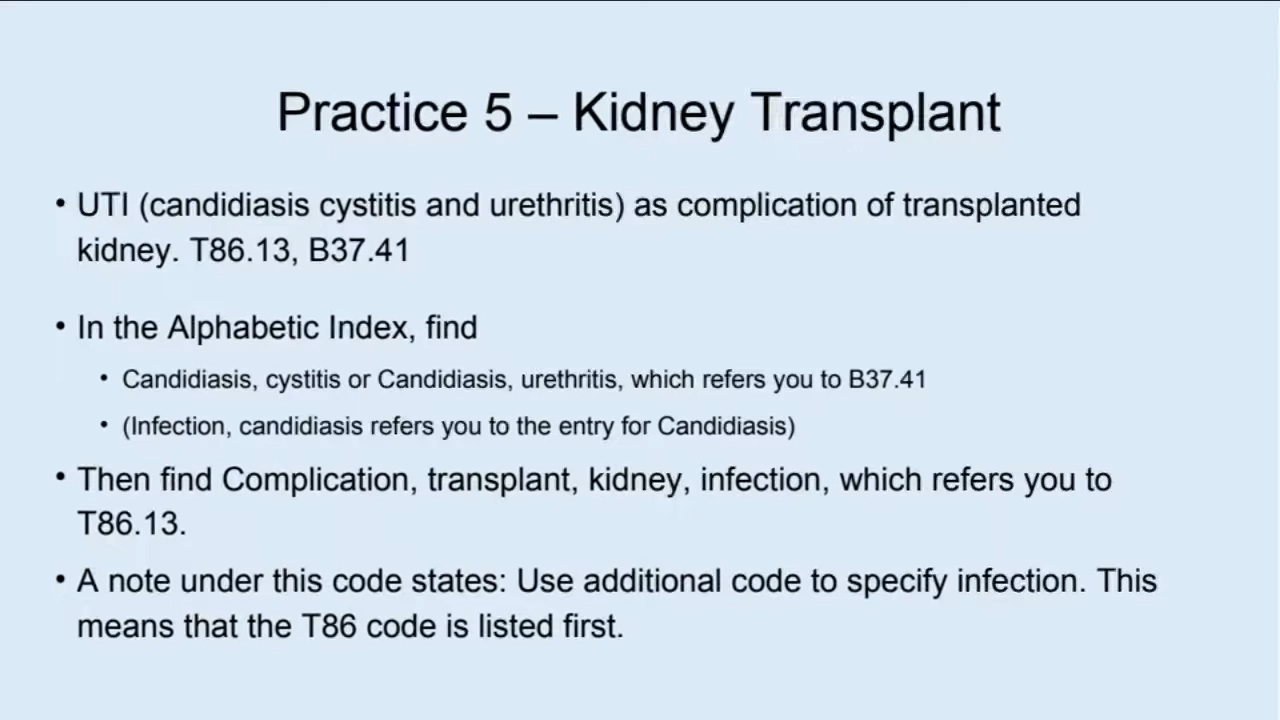 Practice 5 – Kidney Transplant
• UTI (candidiasis cystitis and urethritis) as complication of transplanted
kidney. T86.13, B37.41
• In the Alphabetic Index, find
• Candidiasis, cystitis or Candidiasis, urethritis, which refers you to B37.41
• (Infection, candidiasis refers you to the entry for Candidiasis)
• Then find Complication, transplant, kidney, infection, which refers you to
T86.13.
• A note under this code states: Use additional code to specify infection. This
means that the T86 code is listed first.